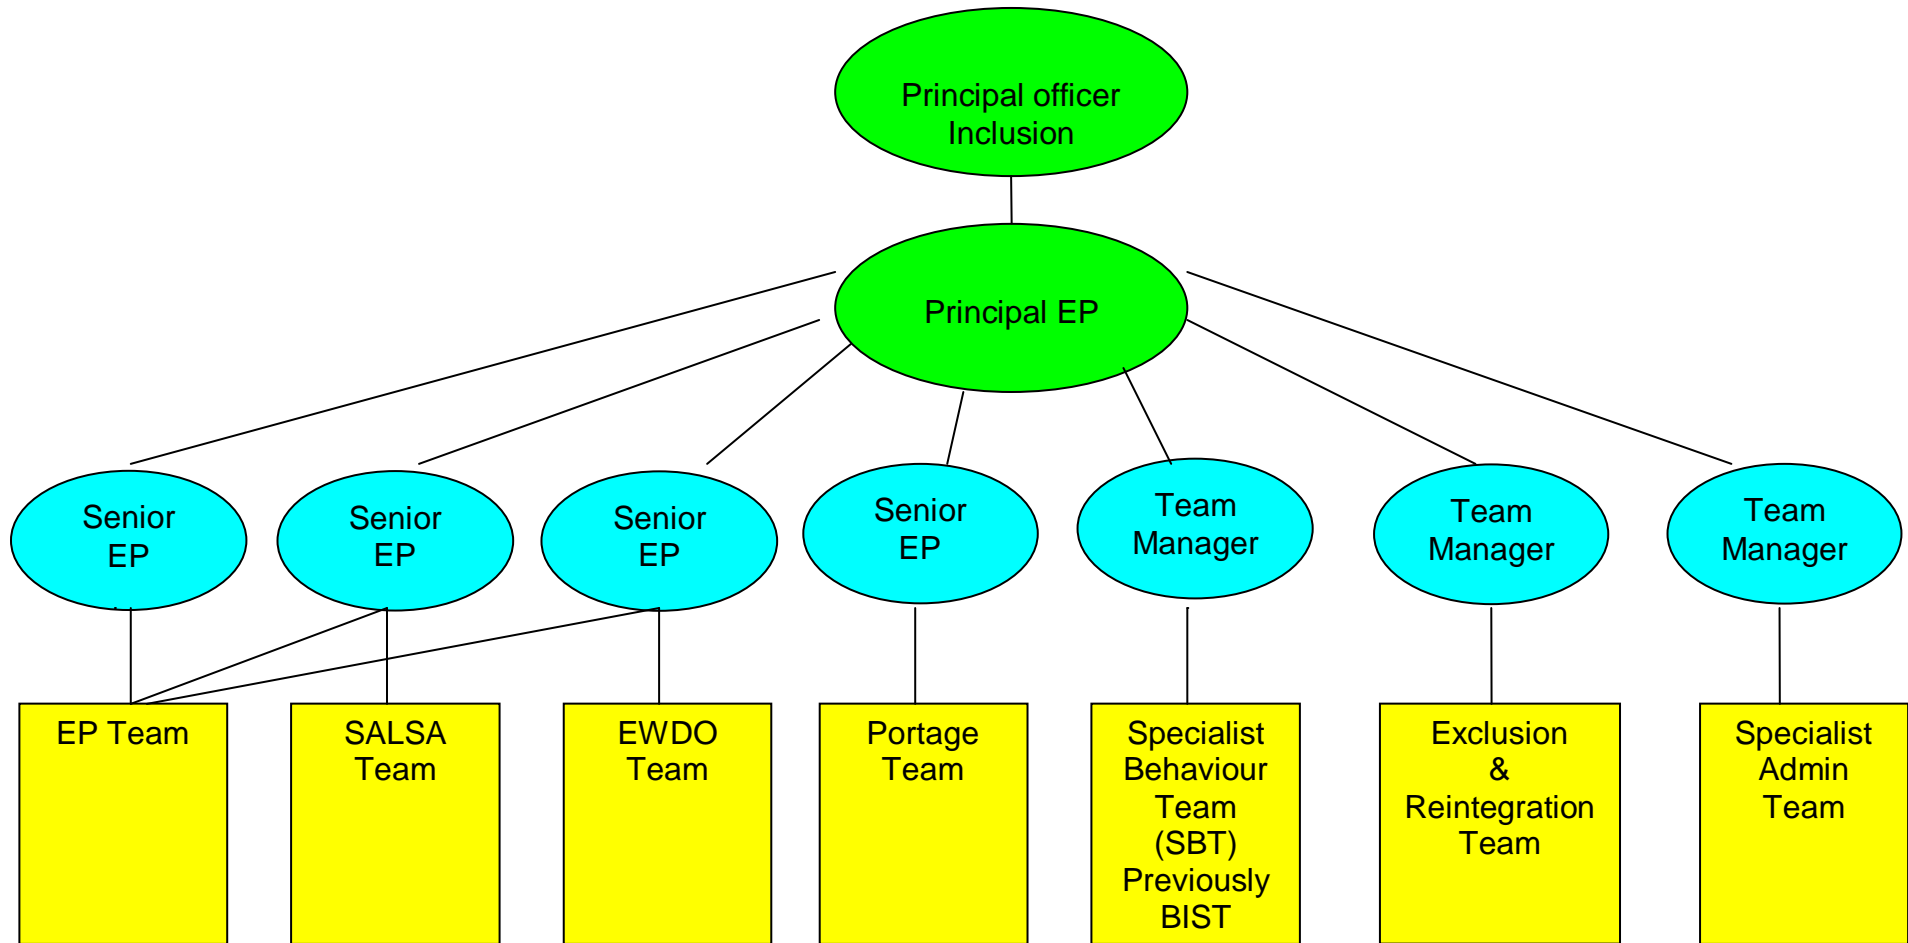 Principal officer
Inclusion
Principal EP
Senior
EP
Senior
EP
Senior
EP
Senior
EP
Team
Manager
Team
Manager
Team
Manager
EP Team
SALSA
Team
EWDO
Team
Portage
Team
Specialist
Behaviour
Team
(SBT)
Previously
BIST
Exclusion
&
Reintegration
Team
Specialist
Admin
Team